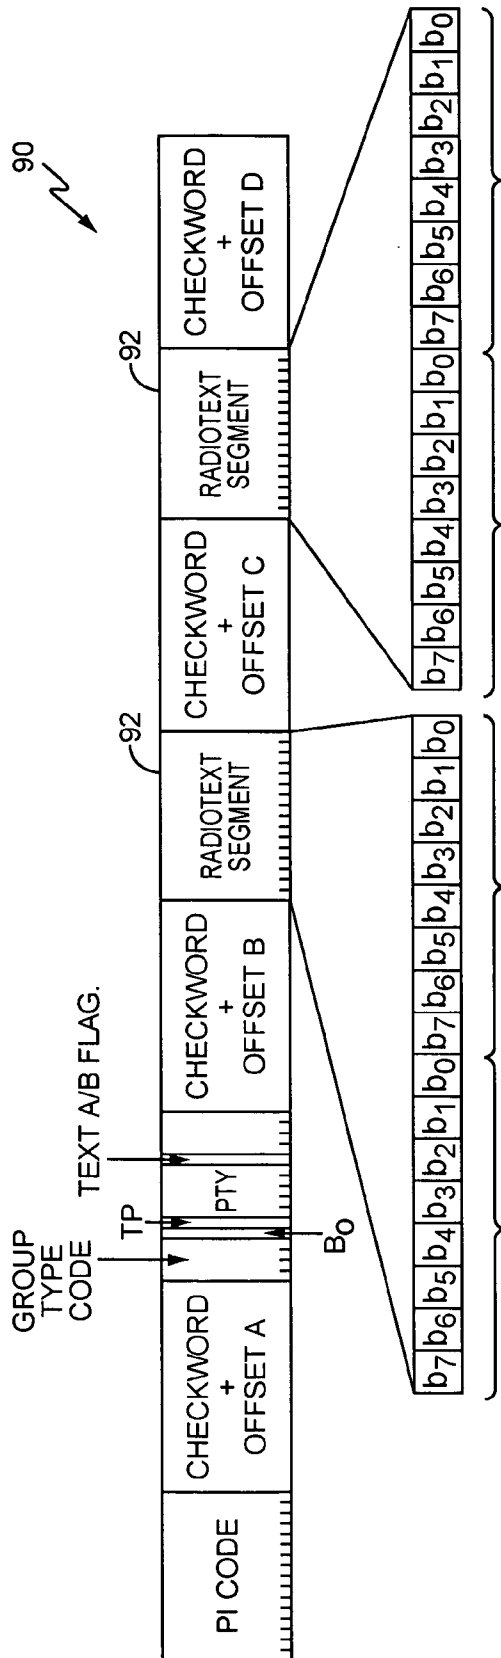 90
GROUP
TYPE
CODE
TEXT A/B FLAG.
TP
92
92
PI CODE
CHECKWORD
+
OFFSET A
PTY
CHECKWORD
+
OFFSET B
RADIOTEXT
SEGMENT
CHECKWORD
+
OFFSET C
RADIOTEXT
SEGMENT
CHECKWORD
+
OFFSET D
B0
b7 b6 b5 b4 b3 b2 b1 b0 b7 b6 b5 b4 b3 b2 b1 b0
b7 b6 b5 b4 b3 b2 b1 b0 b7 b6 b5 b4 b3 b2 b1 b0